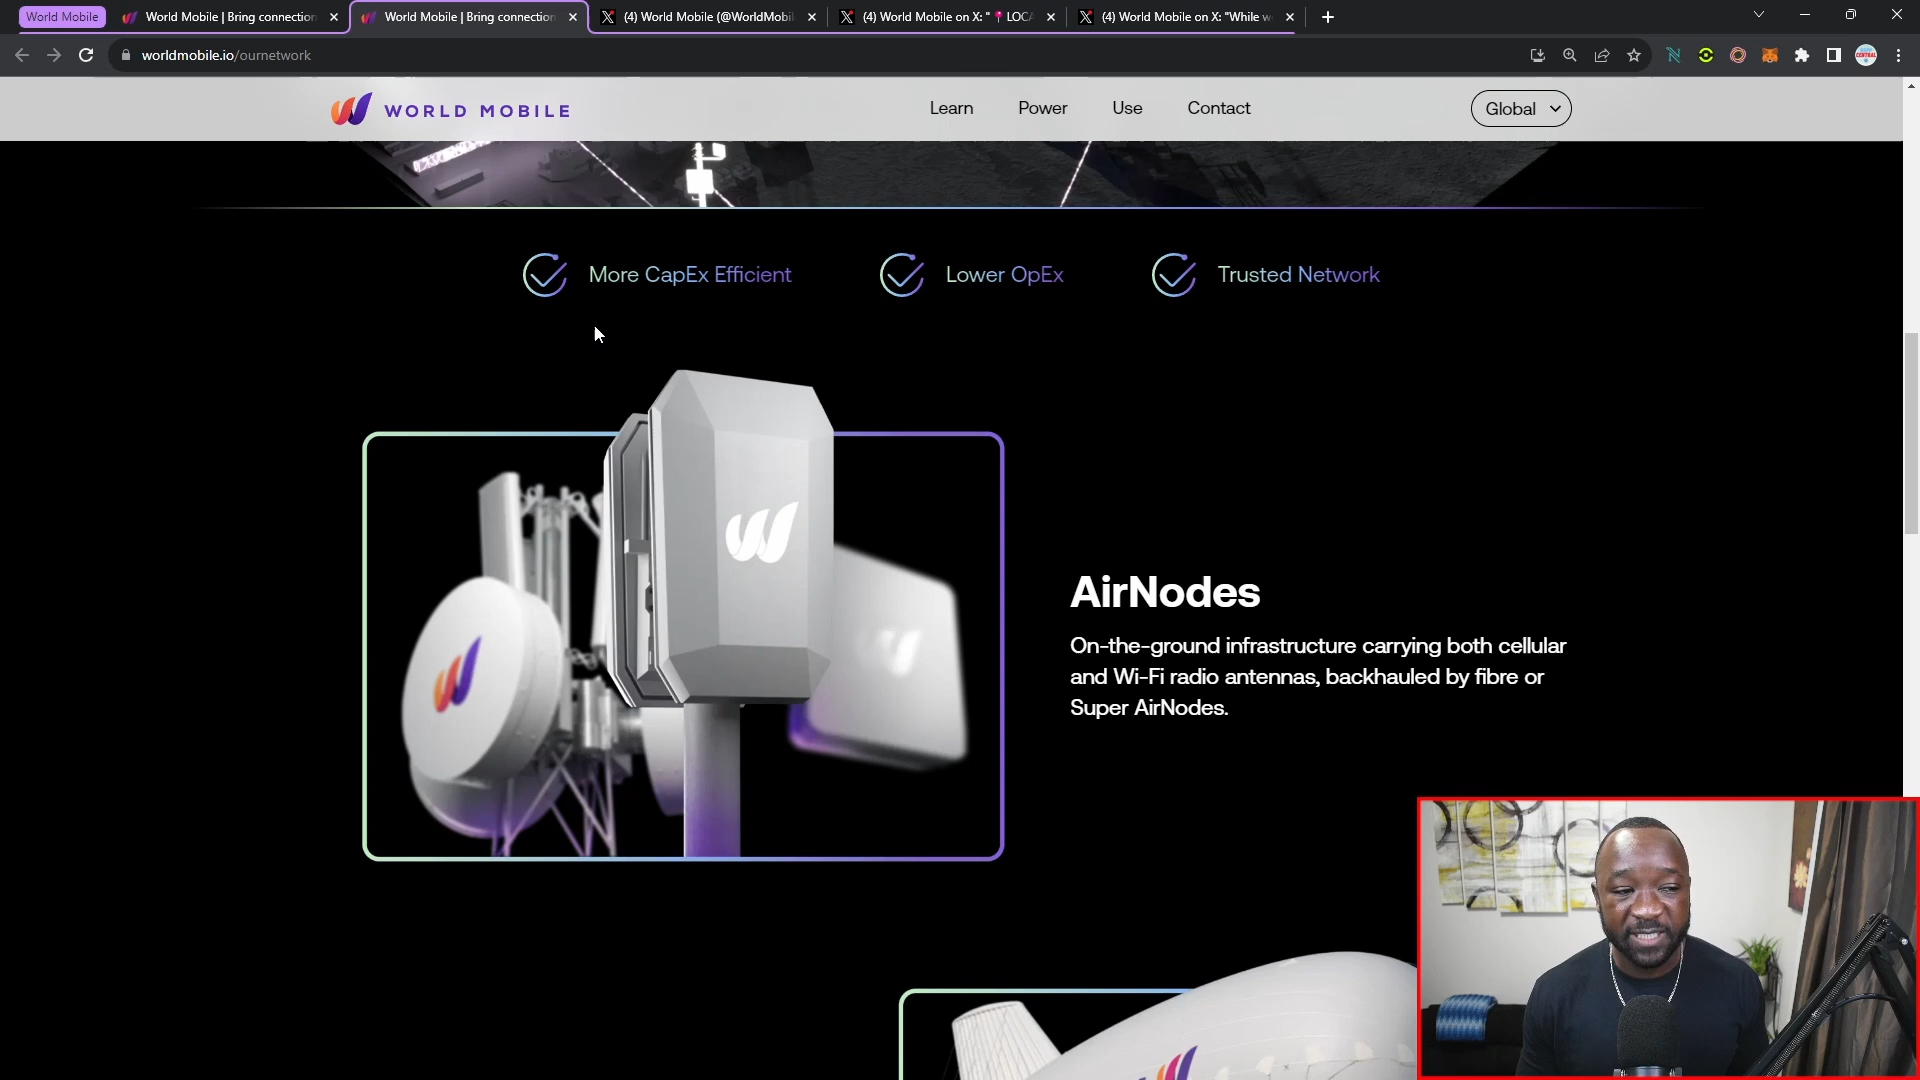 World Mobile
World Mobile | Bring connection
World Mobile | Bring connection
(4) World Mobile (@WorldMobil
(4) World Mobile on X: "📍LOCA
(4) World Mobile on X: "While w
worldmobile.io/ournetwork
WORLD MOBILE
Learn
Power
Use
Contact
Global
More CapEx Efficient
Lower OpEx
Trusted Network
AirNodes
On-the-ground infrastructure carrying both cellular
and Wi-Fi radio antennas, backhauled by fibre or
Super AirNodes.